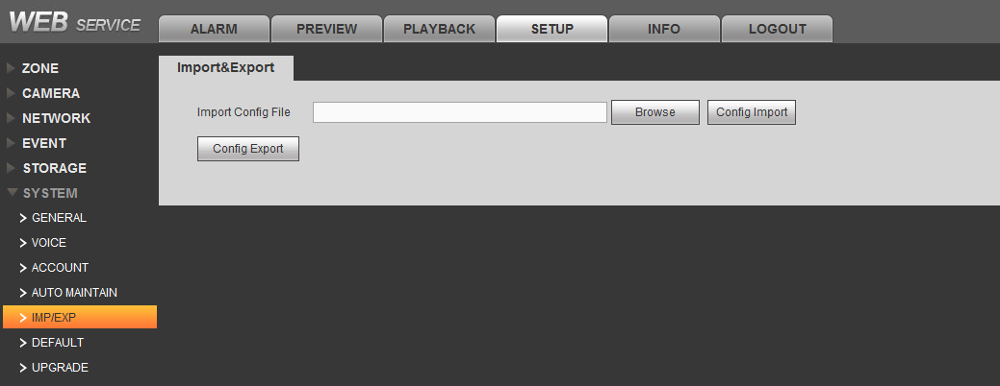 WEB SERVICE
ALARM PREVIEW PLAYBACK SETUP INFO LOGOUT
ZONE
CAMERA
NETWORK
EVENT
STORAGE
SYSTEM
GENERAL
VOICE
ACCOUNT
AUTO MAINTAIN
IMP/EXP
DEFAULT
UPGRADE
Import&Export
Import Config File Browse Config Import
Config Export